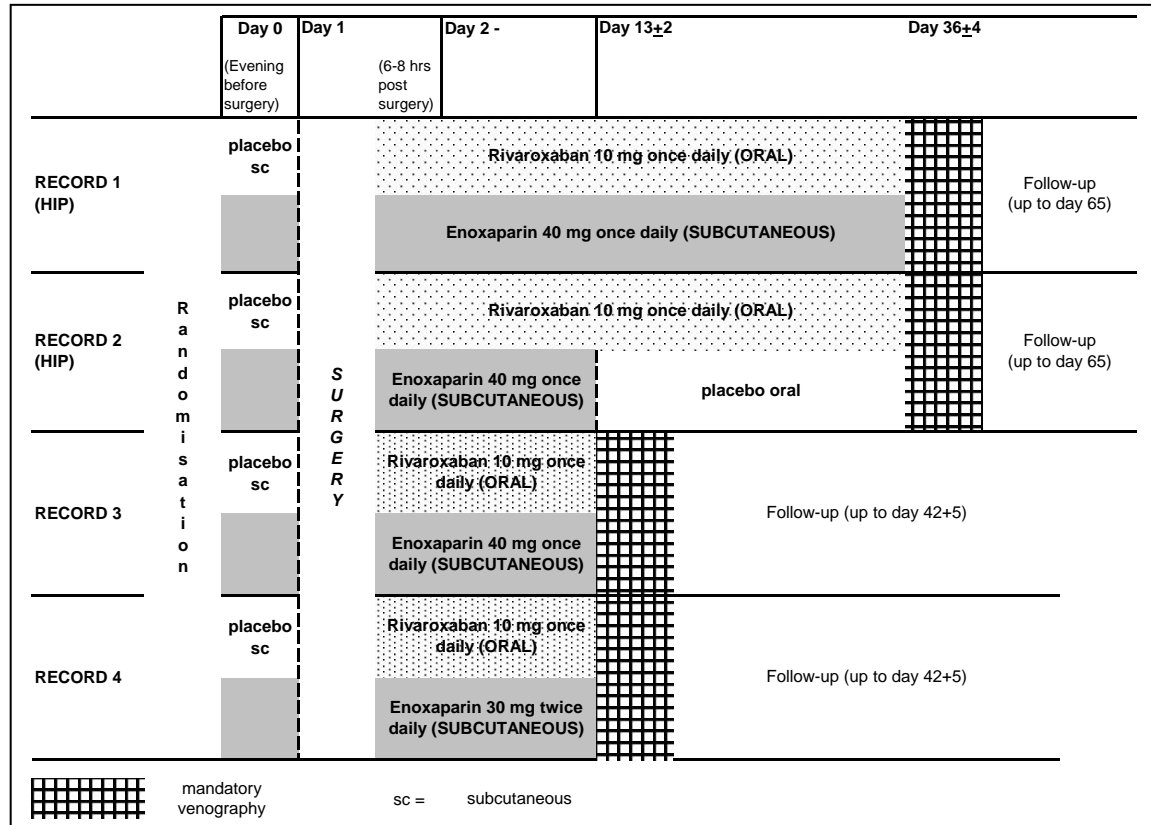 Day 0 Day 1 Day 2 - Day 13±2 Day 36±4
(Evening before surgery)
(6-8 hrs post surgery)
RECORD 1
(HIP)
placebo
sc
Rivaroxaban 10 mg once daily (ORAL)
Enoxaparin 40 mg once daily (SUBCUTANEOUS)
Follow-up
(up to day 65)
Randomisation
SURGERY
RECORD 2
(HIP)
placebo
sc
Rivaroxaban 10 mg once daily (ORAL)
Enoxaparin 40 mg once
daily (SUBCUTANEOUS)
placebo oral
Follow-up
(up to day 65)
RECORD 3
placebo
sc
Rivaroxaban 10 mg once
daily (ORAL)
Enoxaparin 40 mg once
daily (SUBCUTANEOUS)
Follow-up (up to day 42+5)
RECORD 4
placebo
sc
Rivaroxaban 10 mg once
daily (ORAL)
Enoxaparin 30 mg twice
daily (SUBCUTANEOUS)
Follow-up (up to day 42+5)
mandatory
venography
sc = subcutaneous